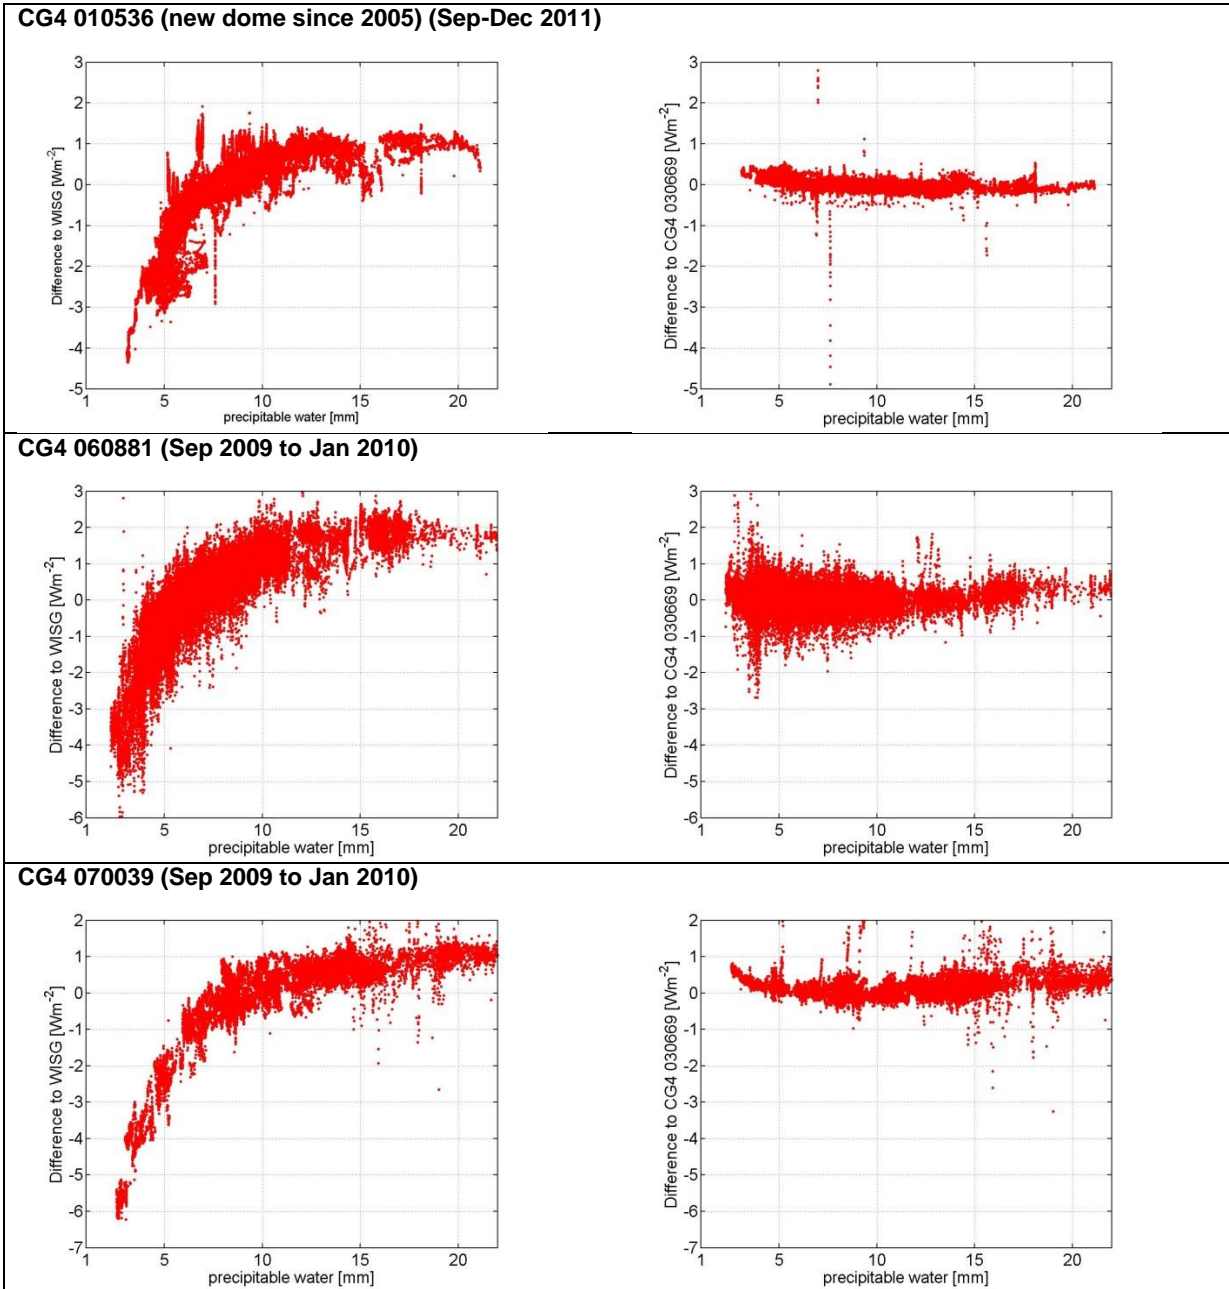 CG4 010536 (new dome since 2005) (Sep-Dec 2011)
3
2
1
0
-1
-2
-3
-4
-5
Difference to WISG [Wm-2]
1 5 10 15 20
precipitable water [mm]
3
2
1
0
-1
-2
-3
-4
-5
Difference to CG4 030669 [Wm-2]
1 5 10 15 20
precipitable water [mm]
CG4 060881 (Sep 2009 to Jan 2010)
3
2
1
0
-1
-2
-3
-4
-5
-6
Difference to WISG [Wm-2]
1 5 10 15 20
precipitable water [mm]
3
2
1
0
-1
-2
-3
-4
-5
-6
Difference to CG4 030669 [Wm-2]
1 5 10 15 20
precipitable water [mm]
CG4 070039 (Sep 2009 to Jan 2010)
2
1
0
-1
-2
-3
-4
-5
-6
-7
Difference to WISG [Wm-2]
1 5 10 15 20
precipitable water [mm]
2
1
0
-1
-2
-3
-4
-5
-6
-7
Difference to CG4 030669 [Wm-2]
1 5 10 15 20
precipitable water [mm]